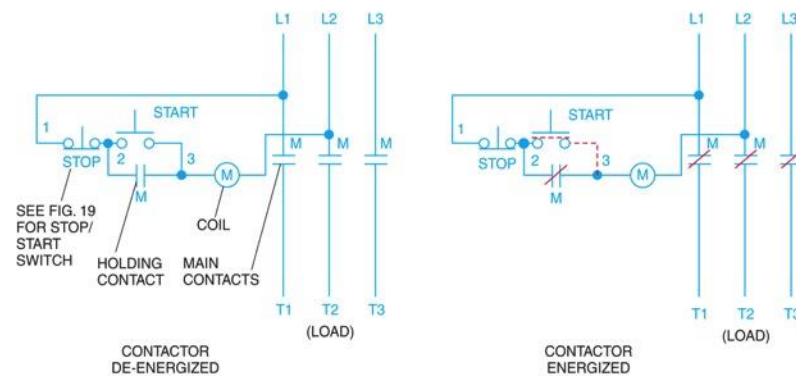 L1 L2 L3
START
1
M M M
STOP 2 3
M
M
SEE FIG. 19
FOR STOP/
START
SWITCH
HOLDING
CONTACT
COIL
MAIN
CONTACTS
T1 T2 T3
(LOAD)
CONTACTOR
DE-ENERGIZED
L1 L2 L3
START
1
M M M
STOP 2 3
M
M
T1 T2 T3
(LOAD)
CONTACTOR
ENERGIZED